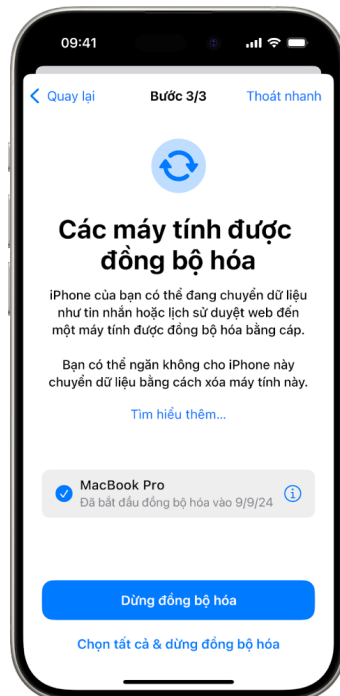 09:41
Quay lại Bước 3/3 Thoát nhanh
Các máy tính được
đồng bộ hóa
iPhone của bạn có thể đang chuyển dữ liệu
như tin nhắn hoặc lịch sử duyệt web đến
một máy tính được đồng bộ hóa bằng cáp.
Bạn có thể ngăn không cho iPhone này
chuyển dữ liệu bằng cách xóa máy tính này.
Tìm hiểu thêm...
MacBook Pro
Đã bắt đầu đồng bộ hóa vào 9/9/24
Dừng đồng bộ hóa
Chọn tất cả & dừng đồng bộ hóa